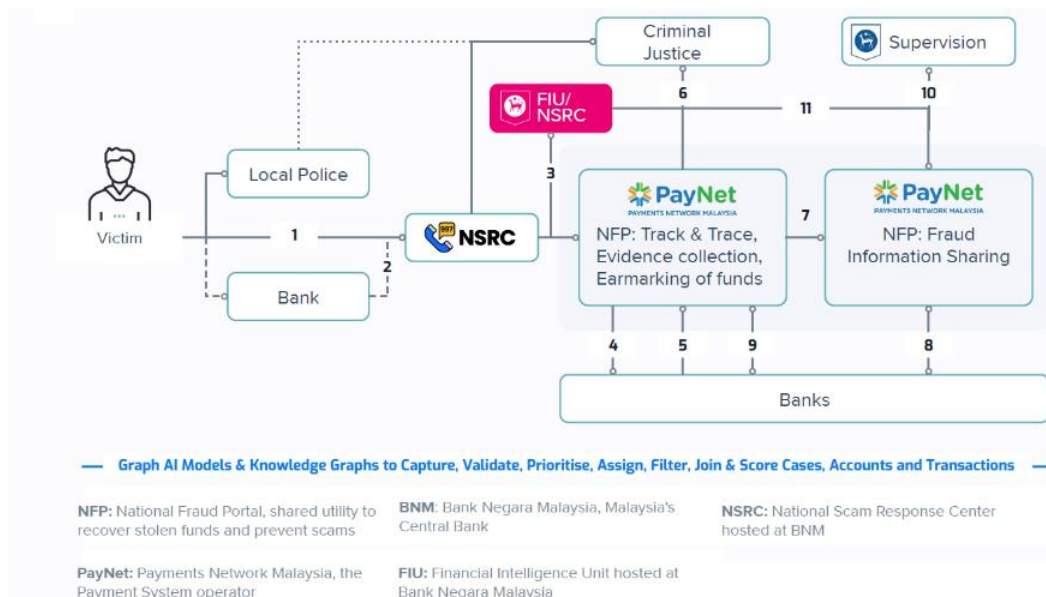 Criminal
Justice
Supervision
FIU/
NSRC
6
10
11
Local Police
3
PayNet
PAYMENTS NETWORK MALAYSIA
PayNet
PAYMENTS NETWORK MALAYSIA
Victim
1
2
997
NSRC
NFP: Track & Trace,
Evidence collection,
Earmarking of funds
7
NFP: Fraud
Information Sharing
Bank
4
5
9
8
Banks
Graph AI Models & Knowledge Graphs to Capture, Validate, Prioritise, Assign, Filter, Join & Score Cases, Accounts and Transactions
NFP: National Fraud Portal, shared utility to
recover stolen funds and prevent scams
BNM: Bank Negara Malaysia, Malaysia's
Central Bank
NSRC: National Scam Response Center
hosted at BNM
PayNet: Payments Network Malaysia, the
Payment System operator
FIU: Financial Intelligence Unit hosted at
Bank Negara Malaysia